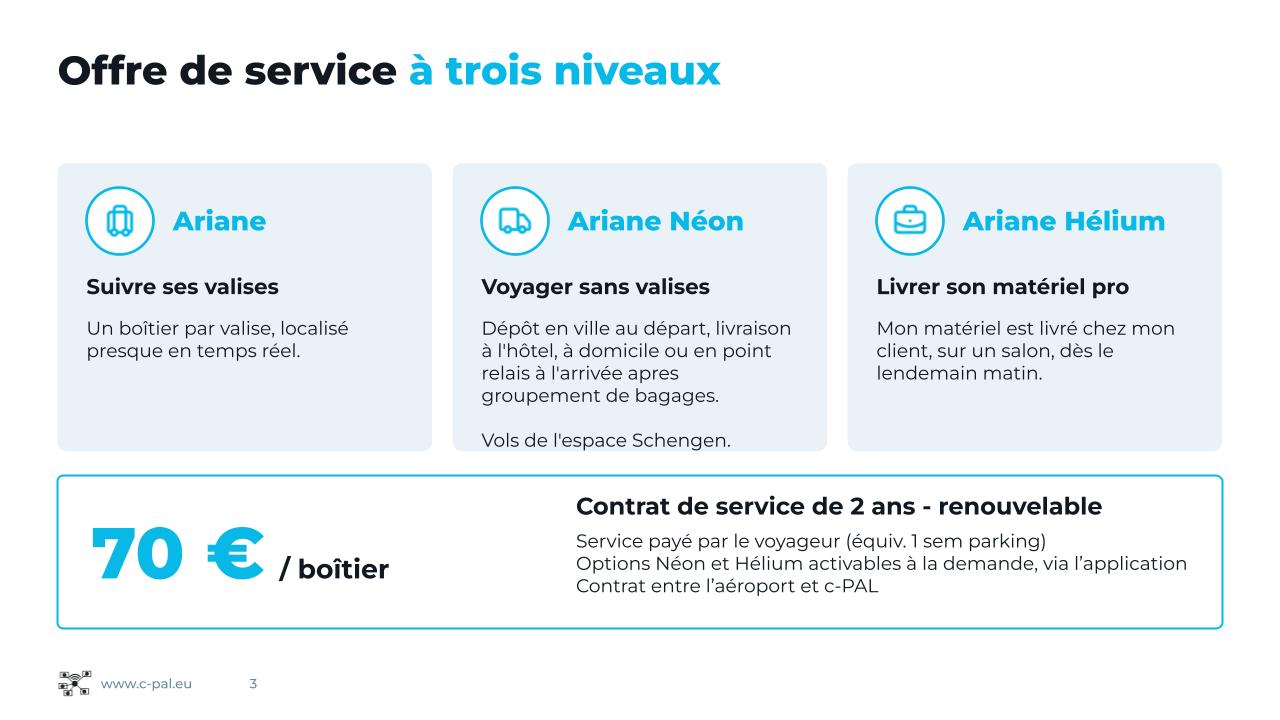 Offre de service à trois niveaux
Ariane
Suivre ses valises
Un boîtier par valise, localisé
presque en temps réel.
Ariane Néon
Voyager sans valises
Dépôt en ville au départ, livraison
à l'hôtel, à domicile ou en point
relais à l'arrivée apres
groupement de bagages.
Vols de l'espace Schengen.
Ariane Hélium
Livrer son matériel pro
Mon matériel est livré chez mon
client, sur un salon, dès le
lendemain matin.
70 € / boîtier
Contrat de service de 2 ans - renouvelable
Service payé par le voyageur (équiv. 1 sem parking)
Options Néon et Hélium activables à la demande, via l’application
Contrat entre l’aéroport et c-PAL
www.c-pal.eu 3